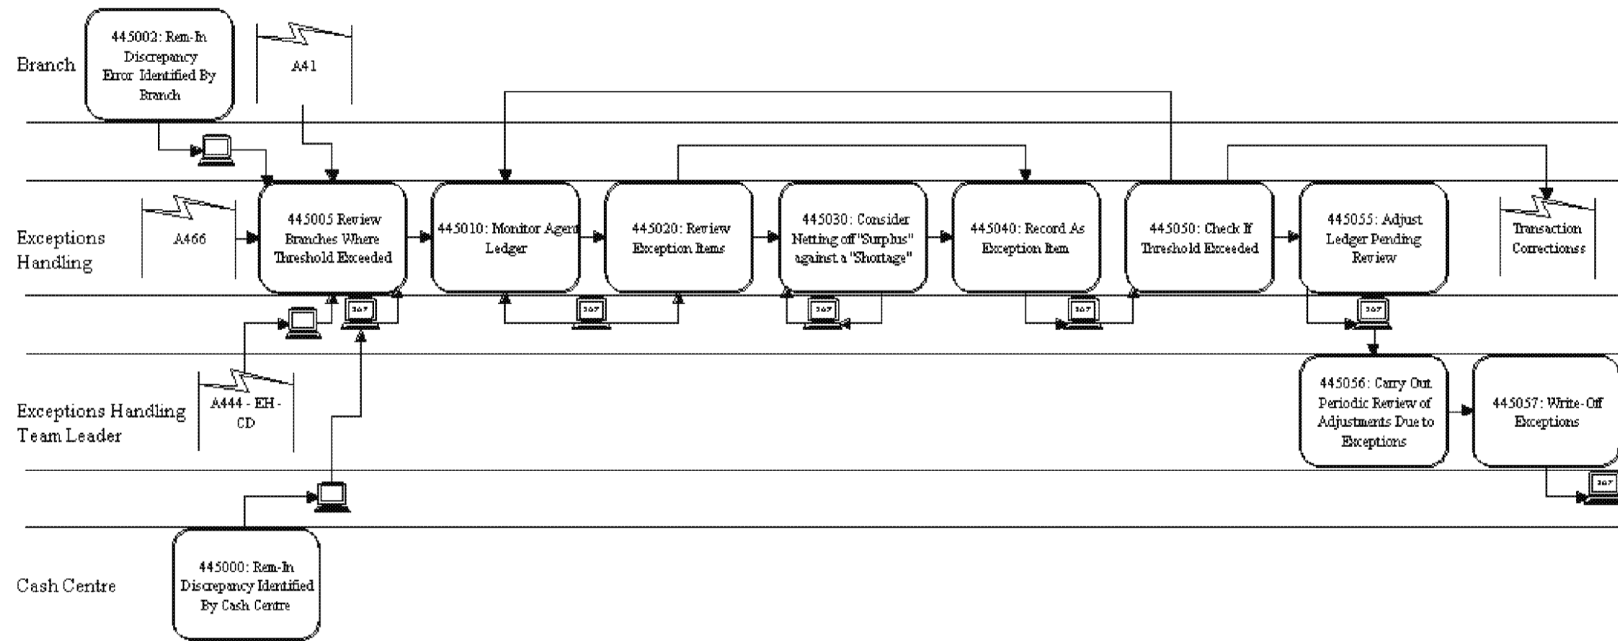 Branch
445002: Rem-In
Discrepancy
Error Identified By
Branch
A41
Exceptions
Handling
A466
445005 Review
Branches Where
Threshold Exceeded
445010: Monitor Agent
Ledger
445020: Review
Exception Items
445030: Consider
Netting off "Surplus"
against a "Shortage"
445040: Record As
Exception Item
445050: Check If
Threshold Exceeded
445055: Adjust
Ledger Pending
Review
Transaction
Correctionss
Exceptions Handling
Team Leader
A444 - EH -
CD
445056: Carry Out
Periodic Review of
Adjustments Due to
Exceptions
445057: Write-Off
Exceptions
Cash Centre
445000: Rem-In
Discrepancy Identified
By Cash Centre